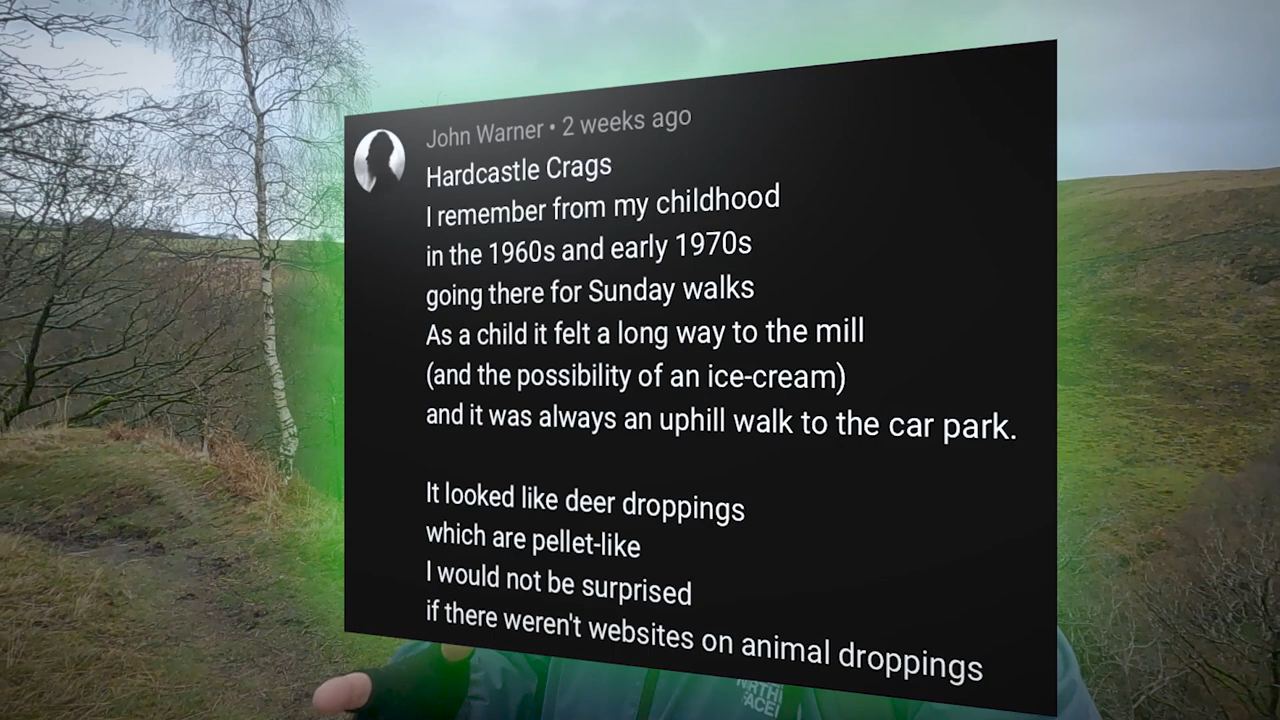 John Warner • 2 weeks ago
Hardcastle Crags
I remember from my childhood
in the 1960s and early 1970s
going there for Sunday walks
As a child it felt a long way to the mill
(and the possibility of an ice-cream)
and it was always an uphill walk to the car park.
It looked like deer droppings
which are pellet-like
I would not be surprised
if there weren't websites on animal droppings